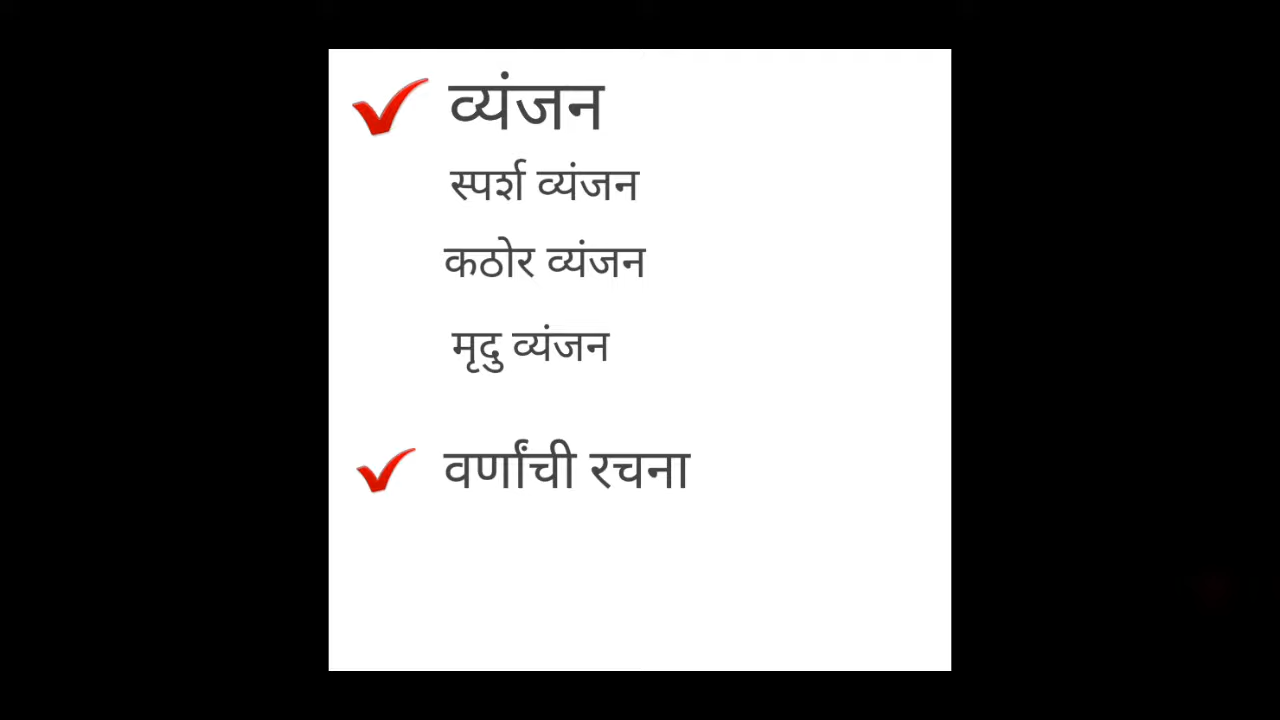 व्यंजन
स्पर्श व्यंजन
कठोर व्यंजन
मृदु व्यंजन
वर्णांची रचना